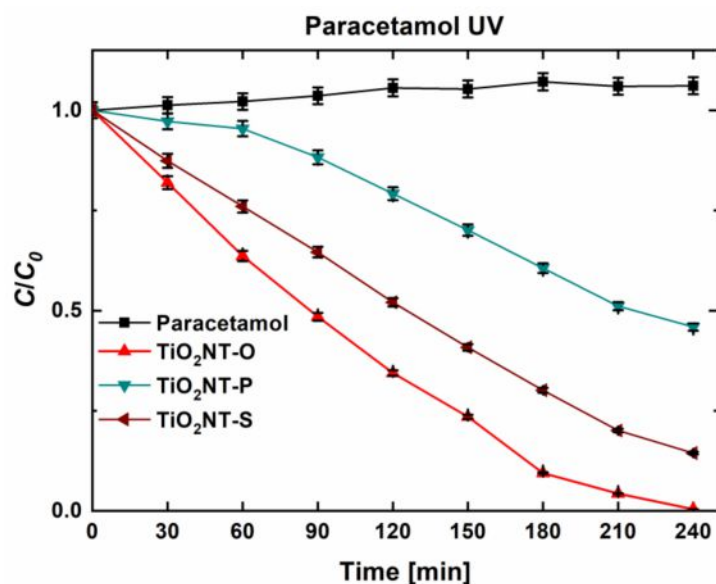 Paracetamol UV
C/C₀
1.0
0.5
0.0
Paracetamol
TiO₂NT-O
TiO₂NT-P
TiO₂NT-S
0 30 60 90 120 150 180 210 240
Time [min]